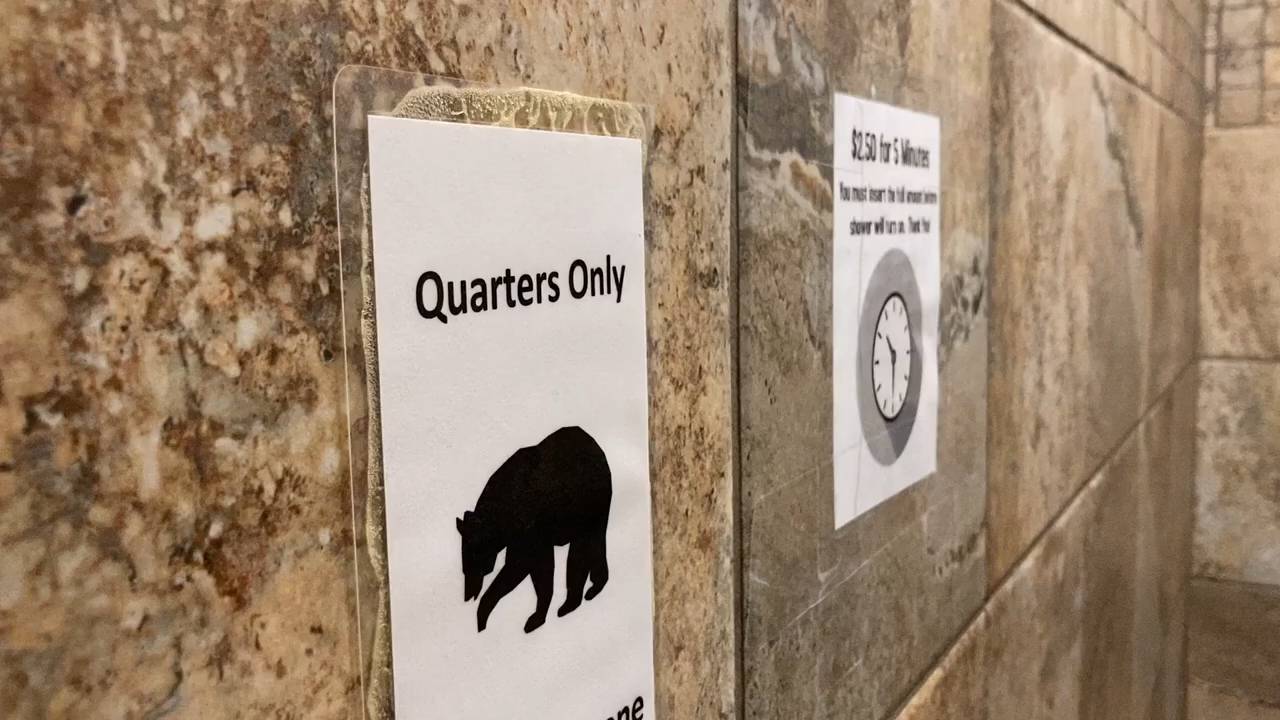 Quarters Only
$2.50 for 5 Minutes
You must insert the full amount before
shower will turn on. Thank You!